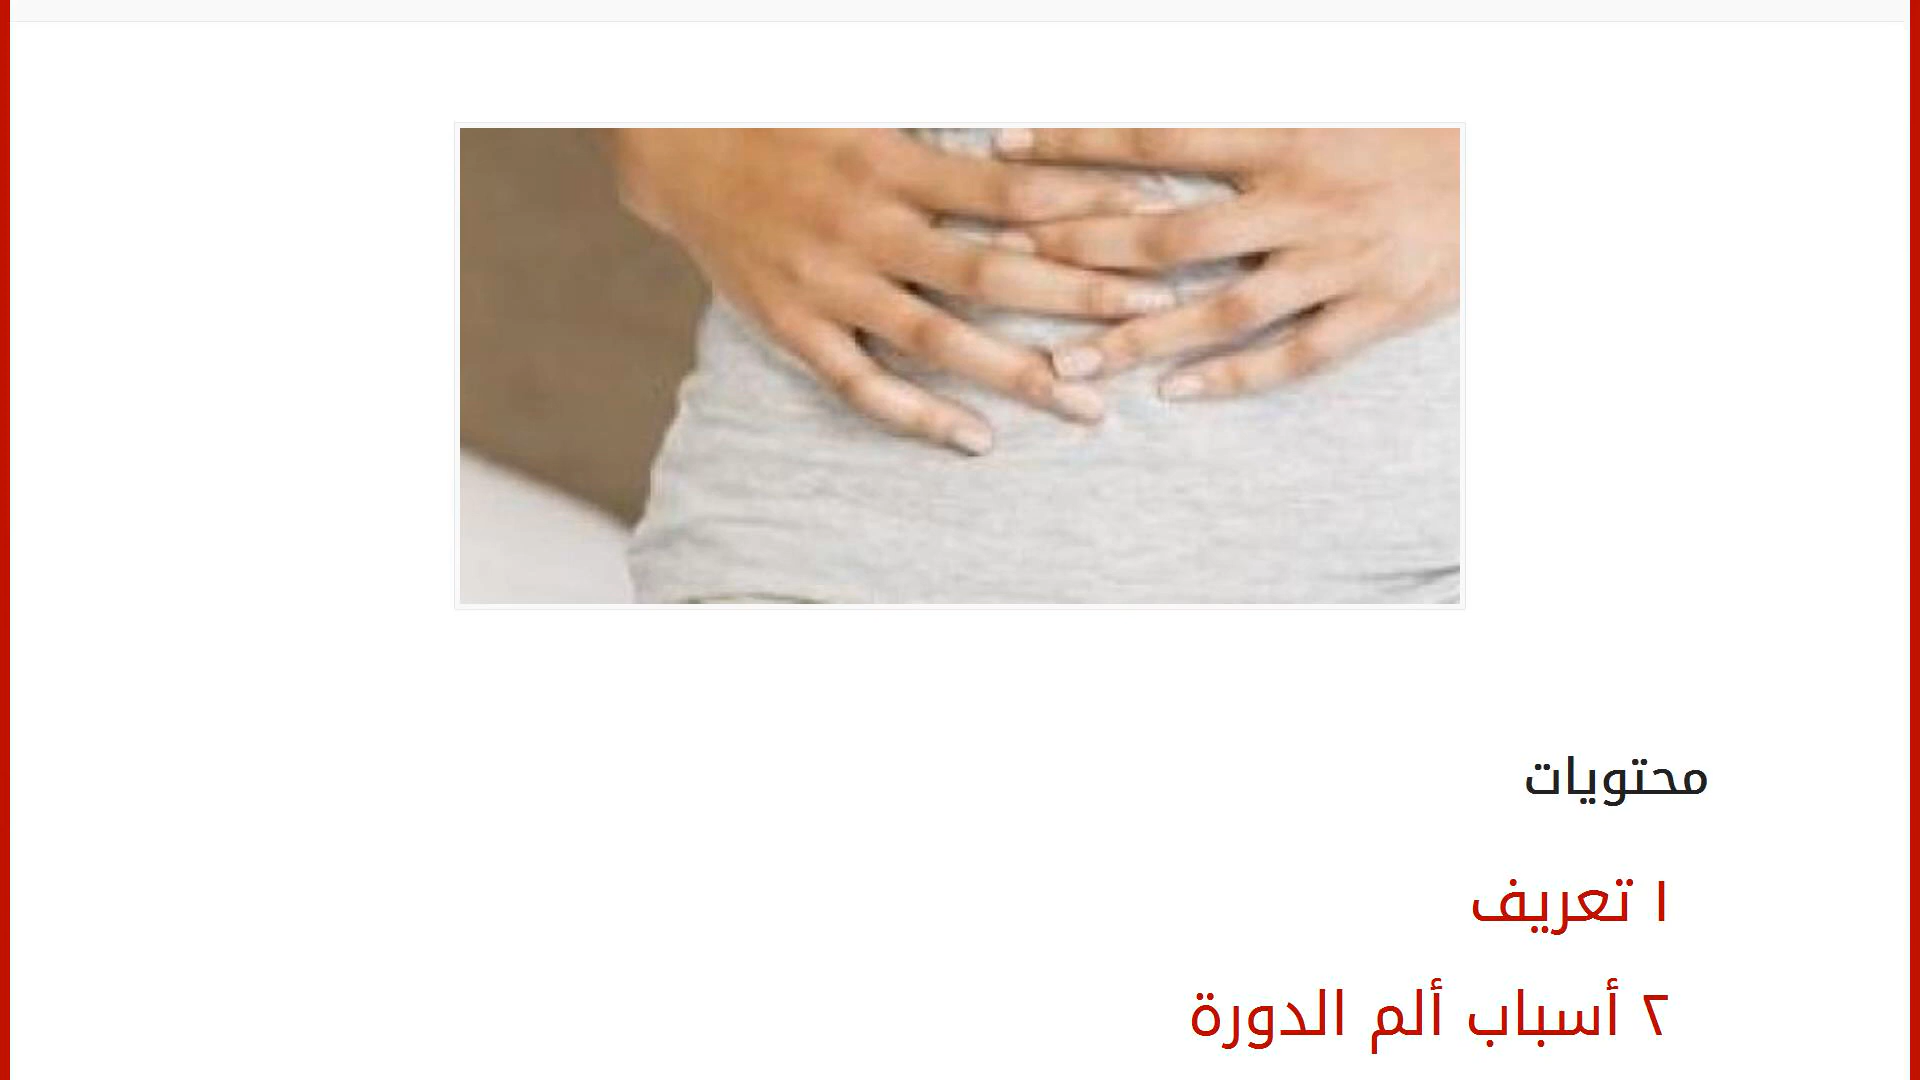 محتويات
١ تعريف
٢ أسباب ألم الدورة